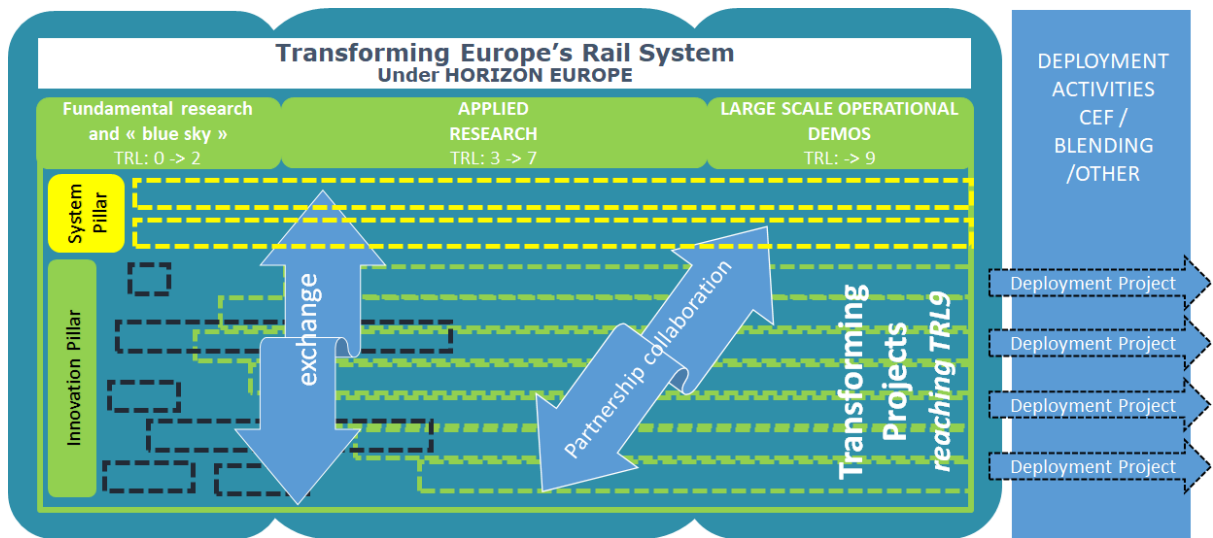 Transforming Europe's Rail System
Under HORIZON EUROPE
Fundamental research
and « blue sky »
TRL: 0 -> 2
APPLIED
RESEARCH
TRL: 3 -> 7
LARGE SCALE OPERATIONAL
DEMOS
TRL: -> 9
DEPLOYMENT
ACTIVITIES
CEF /
BLENDING
/OTHER
System
Pillar
Innovation Pillar
exchange
Partnership collaboration
Transforming
Projects
reaching TRL9
Deployment Project
Deployment Project
Deployment Project
Deployment Project